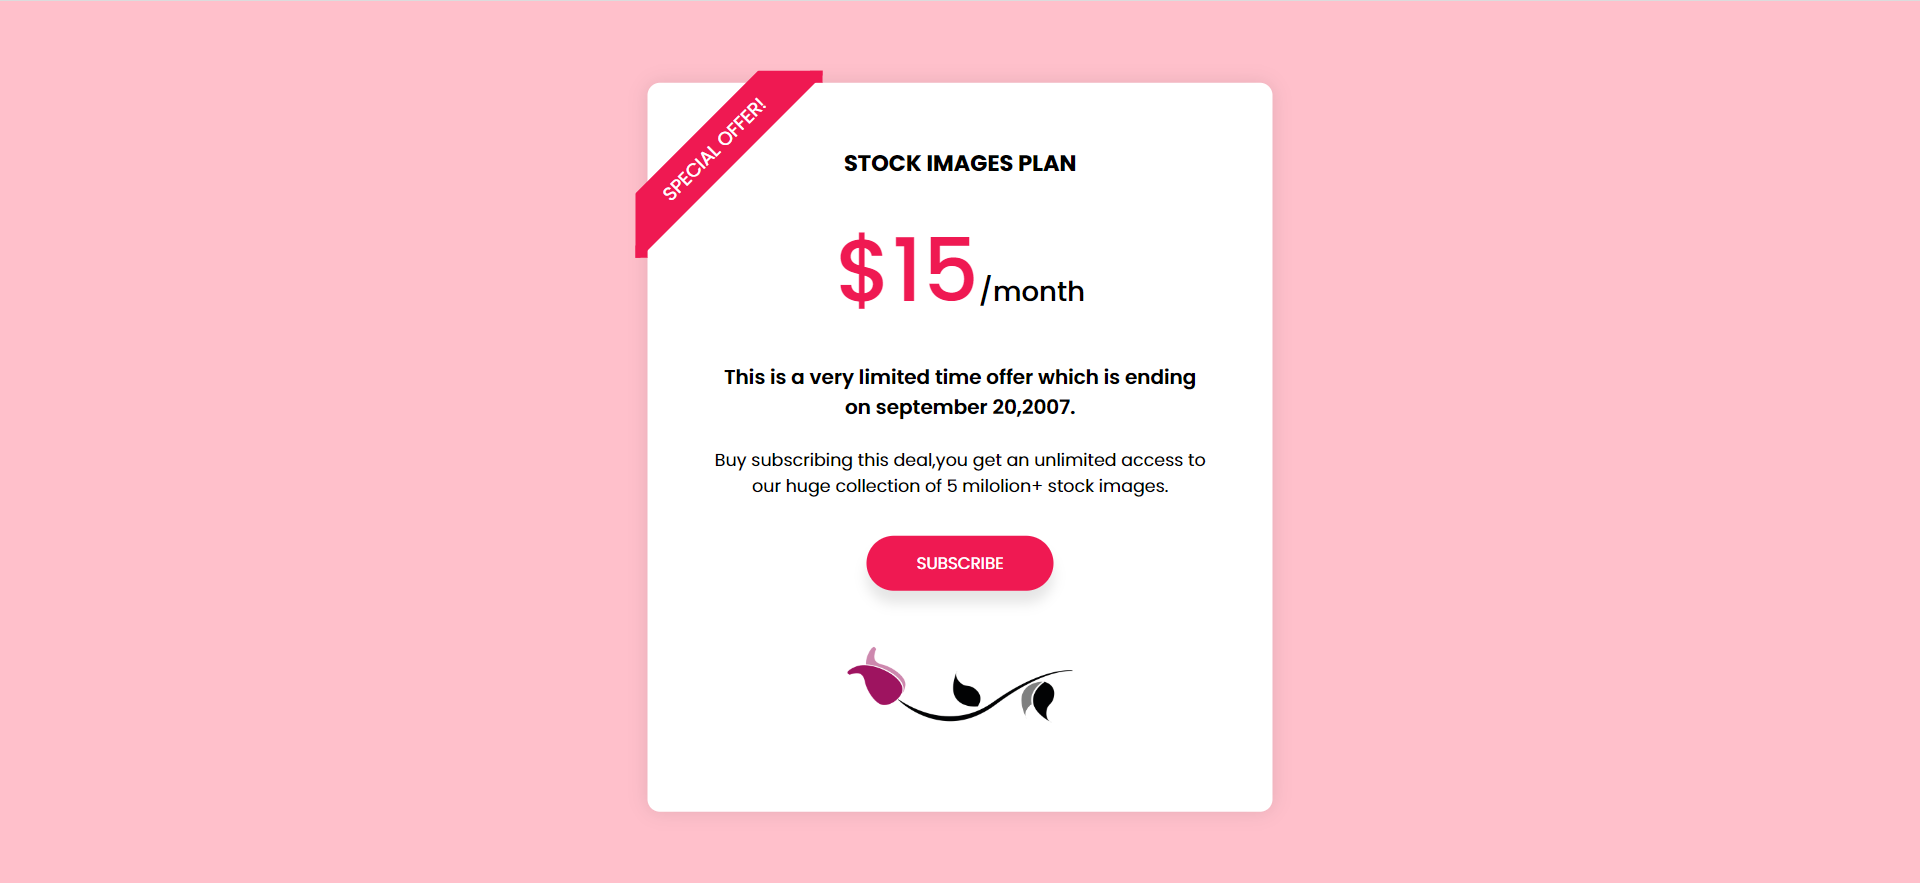 SPECIAL OFFER!
STOCK IMAGES PLAN
$15/month
This is a very limited time offer which is ending
on september 20,2007.
Buy subscribing this deal,you get an unlimited access to
our huge collection of 5 milolion+ stock images.
SUBSCRIBE